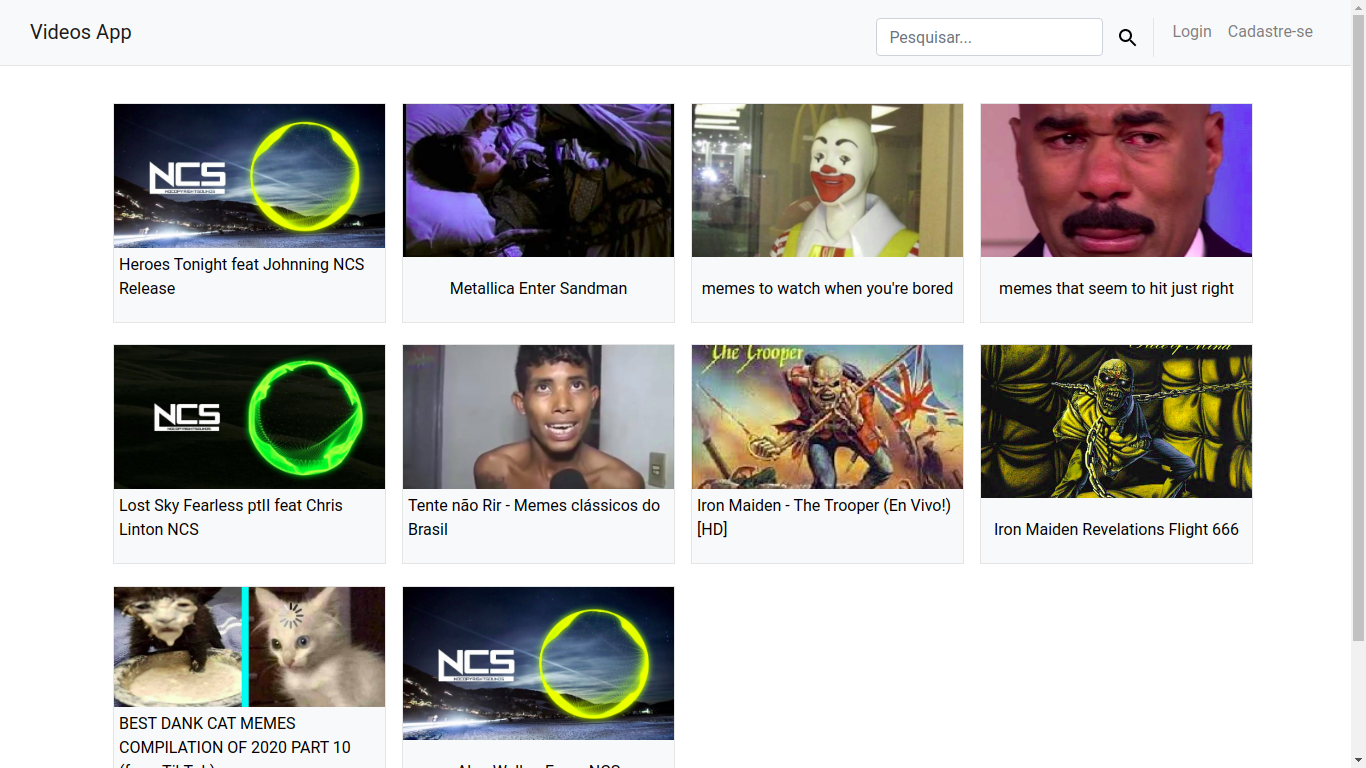 Videos App
Pesquisar...
Login
Cadastre-se
NCS
NOCOPYRIGHTSOUNDS
Heroes Tonight feat Johnning NCS
Release
Metallica Enter Sandman
memes to watch when you're bored
memes that seem to hit just right
NCS
NOCOPYRIGHTSOUNDS
Lost Sky Fearless ptII feat Chris
Linton NCS
Tente não Rir - Memes clássicos do
Brasil
The Trooper
Iron Maiden - The Trooper (En Vivo!)
[HD]
Iron Maiden Revelations Flight 666
BEST DANK CAT MEMES
COMPILATION OF 2020 PART 10
NCS
NOCOPYRIGHTSOUNDS